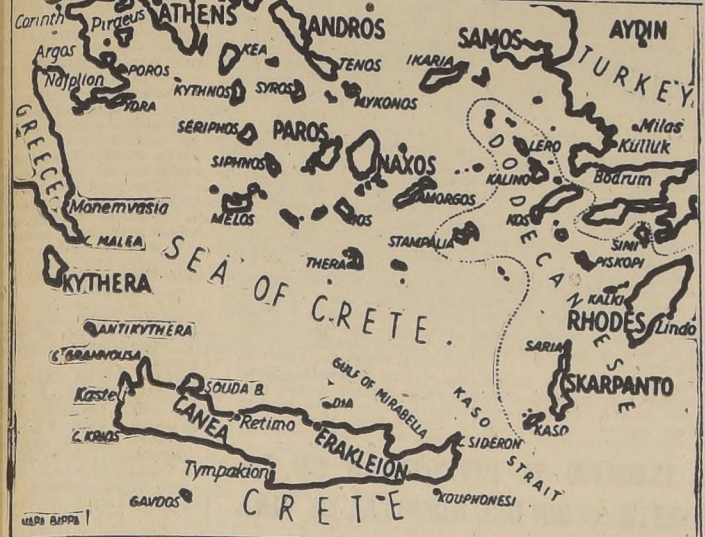 Corinth
Piraeus
ATHENS
ANDROS
SAMOS
AYDIN
Argos
KEA
TENOS
IKARIA
TURKEY
Nafplion
POROS
KYTHNOS
SYROS
MYKONOS
YDRA
Milas
Kulluk
GREECE
SERIPHOS
PAROS
LERO
SIPHNOS
NAXOS
KALINO
Bodrum
Monemvasia
MELOS
IOS
AMORGOS
KOS
C. MALEA
STAMPALIA
SIMI
DODECANESE
SEA OF CRETE.
THERA
PISKOPI
KYTHERA
KALKI
RHODES
Lindo
ANTIKYTHERA
SARIA
GULF OF MIRABELLA
Kasteli
SOUDA B.
DIA
SKARPANTO
CANEA
Retimo
KASO STRAIT
KASO
C. KRIOS
ERAKLEION
C. SIDERON
Tympakion
GAVDOS
CRETE
KOUPHONESI